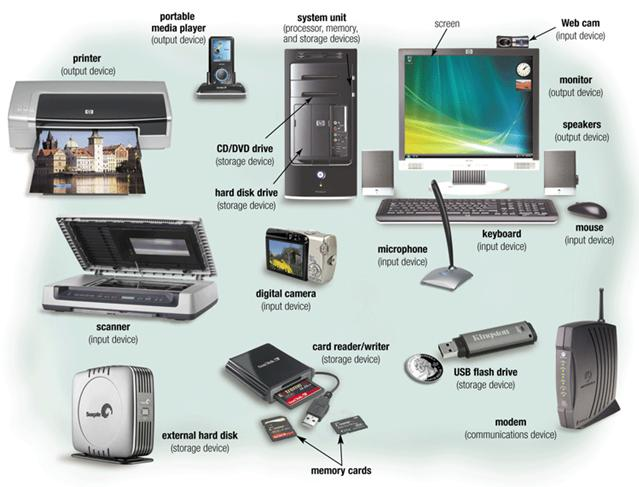 portable
media player
(output device)
system unit
(processor, memory,
and storage devices)
screen
Web cam
(input device)
printer
(output device)
monitor
(output device)
speakers
(output device)
CD/DVD drive
(storage device)
hard disk drive
(storage device)
keyboard
(input device)
mouse
(input device)
microphone
(input device)
digital camera
(input device)
scanner
(input device)
card reader/writer
(storage device)
Kingston
USB flash drive
(storage device)
modem
(communications device)
Seagate
external hard disk
(storage device)
memory cards